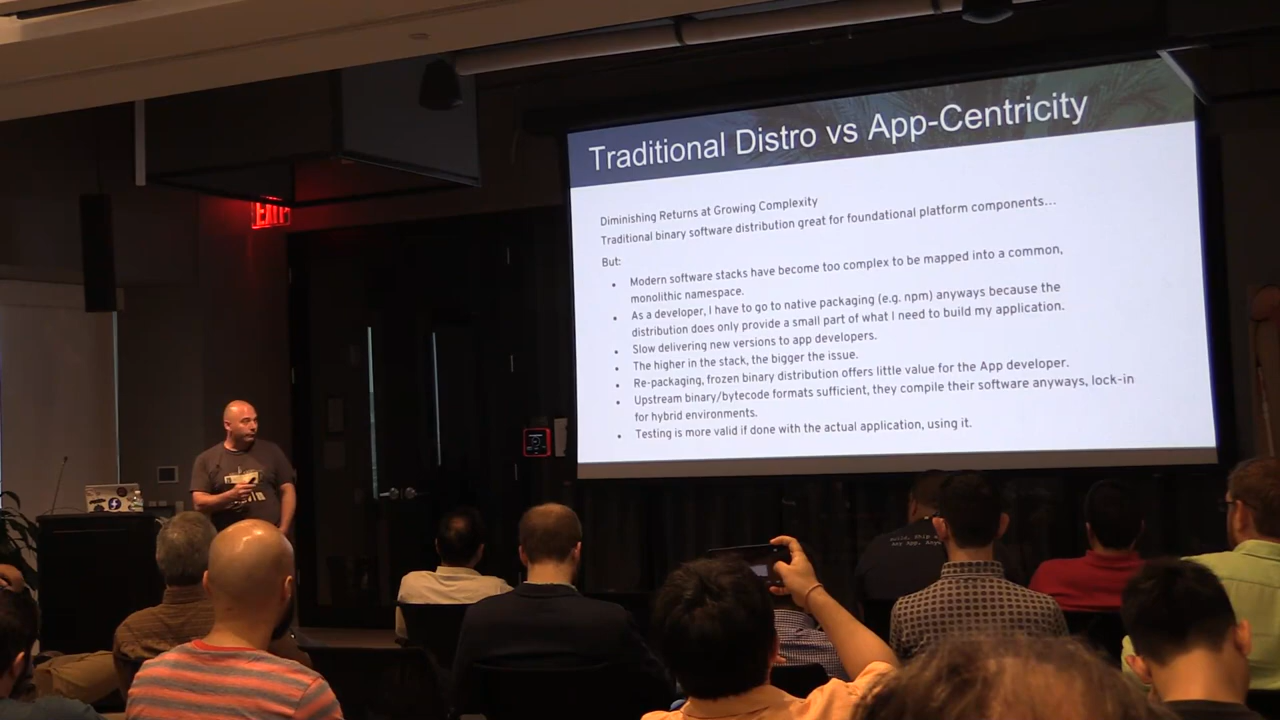 Traditional Distro vs App-Centricity
EXIT
Diminishing Returns at Growing Complexity
Traditional binary software distribution great for foundational platform components...
But:
• Modern software stacks have become too complex to be mapped into a common,
monolithic namespace.
• As a developer, I have to go to native packaging (e.g. npm) anyways because the
distribution does only provide a small part of what I need to build my application.
• Slow delivering new versions to app developers.
• The higher in the stack, the bigger the issue.
• Re-packaging, frozen binary distribution offers little value for the App developer.
• Upstream binary/bytecode formats sufficient, they compile their software anyways, lock-in
for hybrid environments.
• Testing is more valid if done with the actual application, using it.